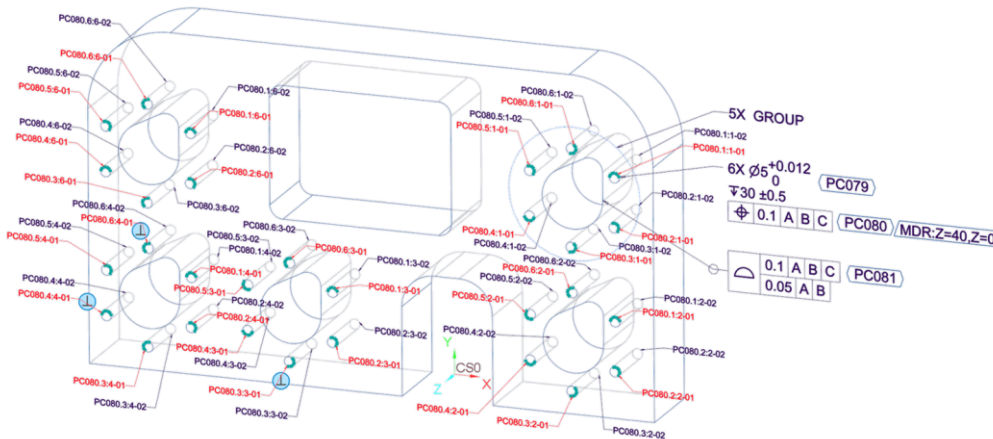 PC080.6:6-02
PC080.6:6-01
PC080.5:6-02
PC080.5:6-01
PC080.1:6-02
PC080.1:6-01
PC080.4:6-02
PC080.4:6-01
PC080.2:6-02
PC080.2:6-01
PC080.3:6-01
PC080.3:6-02
PC080.6:1-02
PC080.6:1-01
PC080.5:1-02
PC080.5:1-01
5X GROUP
PC080.1:1-02
PC080.1:1-01
6X Ø5 +0.012
0
PC079
↧30 ±0.5
PC080.2:1-02
⌖ 0.1 A B C
PC080
MDR:Z=40,Z=0
PC080.4:1-01
PC080.4:1-02
PC080.2:1-01
PC080.3:1-02
PC080.3:1-01
⌓ 0.1 A B C
0.05 A B
PC081
PC080.6:4-02
PC080.6:4-01
⊥
PC080.5:4-02
PC080.5:4-01
PC080.1:4-02
PC080.1:4-01
PC080.4:4-02
PC080.4:4-01
⊥
PC080.2:4-02
PC080.2:4-01
PC080.3:4-01
PC080.3:4-02
PC080.6:3-02
PC080.6:3-01
PC080.5:3-02
PC080.5:3-01
PC080.1:3-02
PC080.1:3-01
PC080.4:3-01
PC080.4:3-02
PC080.2:3-02
PC080.2:3-01
PC080.3:3-01
⊥
PC080.3:3-02
PC080.6:2-02
PC080.6:2-01
PC080.5:2-02
PC080.5:2-01
PC080.1:2-02
PC080.1:2-01
PC080.4:2-02
PC080.4:2-01
PC080.2:2-02
PC080.2:2-01
PC080.3:2-01
PC080.3:2-02
Y
CS0
Z
X